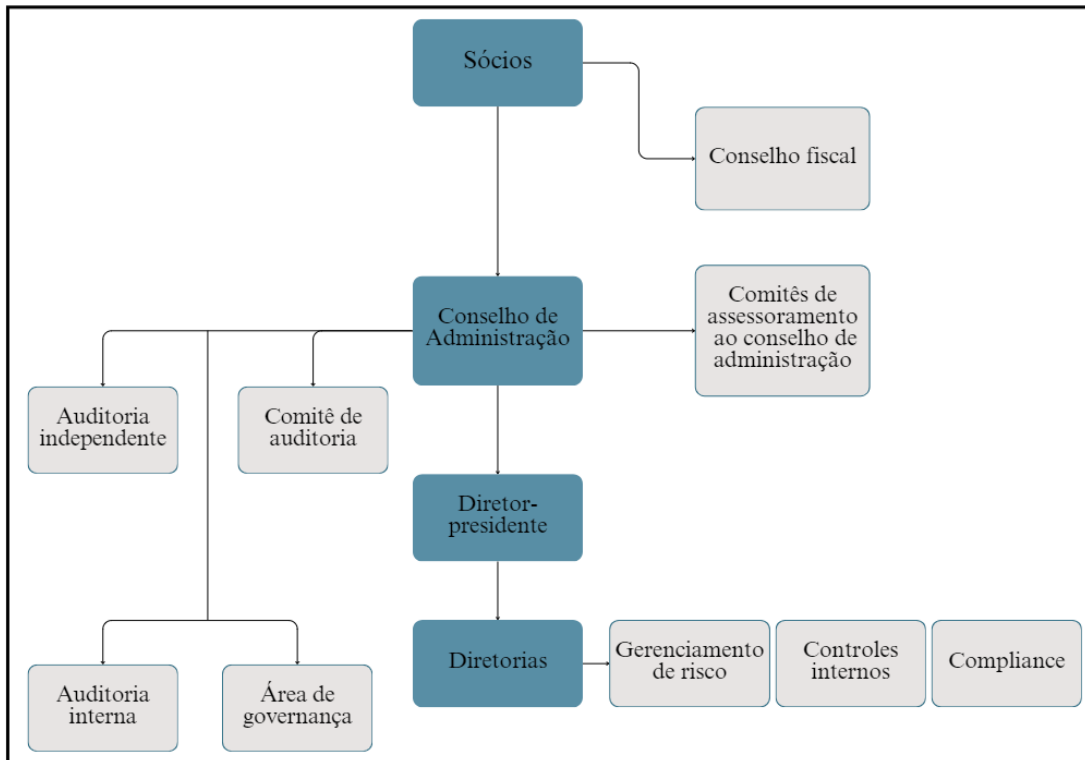 Sócios
Conselho fiscal
Conselho de
Administração
Comitês de
assessoramento
ao conselho de
administração
Auditoria
independente
Comitê de
auditoria
Diretor-
presidente
Diretorias
Gerenciamento
de risco
Controles
internos
Compliance
Auditoria
interna
Área de
governança